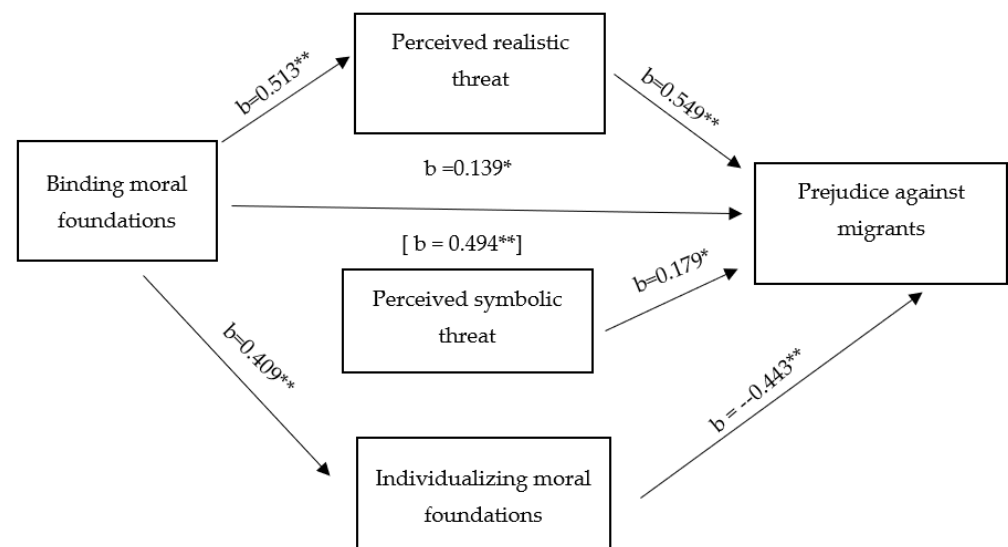 Perceived realistic
threat
b=0.513**
b=0.549**
b =0.139*
Binding moral
foundations
Prejudice against
migrants
[ b = 0.494**]
b=0.179*
Perceived symbolic
threat
b=0.409**
b = --0.443**
Individualizing moral
foundations